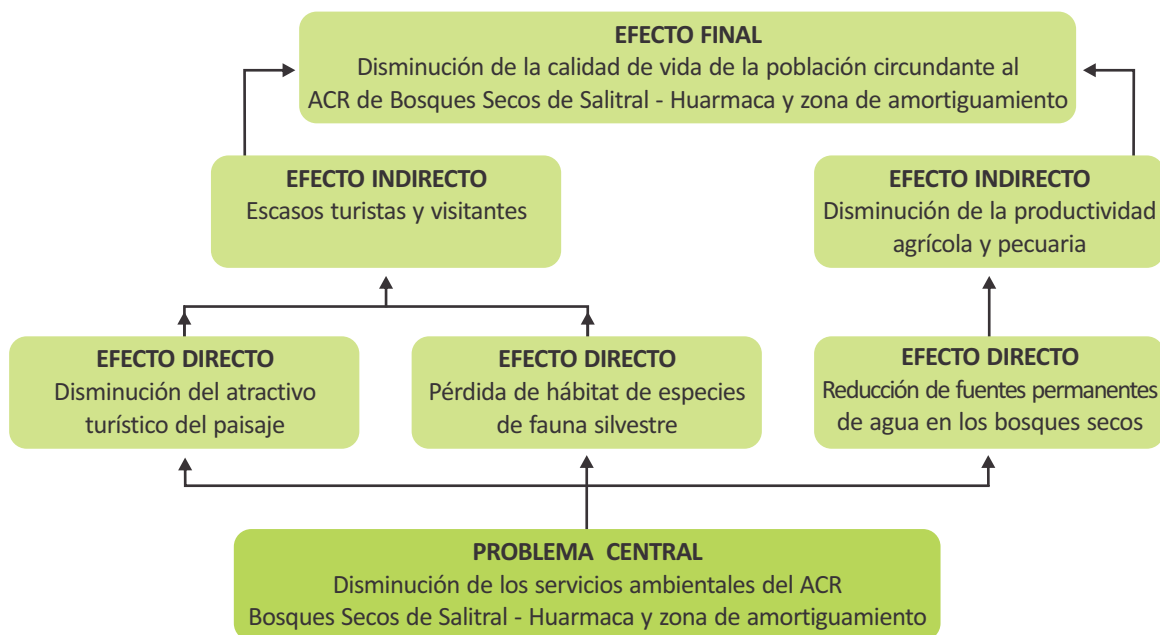 EFECTO FINAL
Disminución de la calidad de vida de la población circundante al
ACR de Bosques Secos de Salitral - Huarmaca y zona de amortiguamiento
EFECTO INDIRECTO
Escasos turistas y visitantes
EFECTO INDIRECTO
Disminución de la productividad
agrícola y pecuaria
EFECTO DIRECTO
Disminución del atractivo
turístico del paisaje
EFECTO DIRECTO
Pérdida de hábitat de especies
de fauna silvestre
EFECTO DIRECTO
Reducción de fuentes permanentes
de agua en los bosques secos
PROBLEMA CENTRAL
Disminución de los servicios ambientales del ACR
Bosques Secos de Salitral - Huarmaca y zona de amortiguamiento